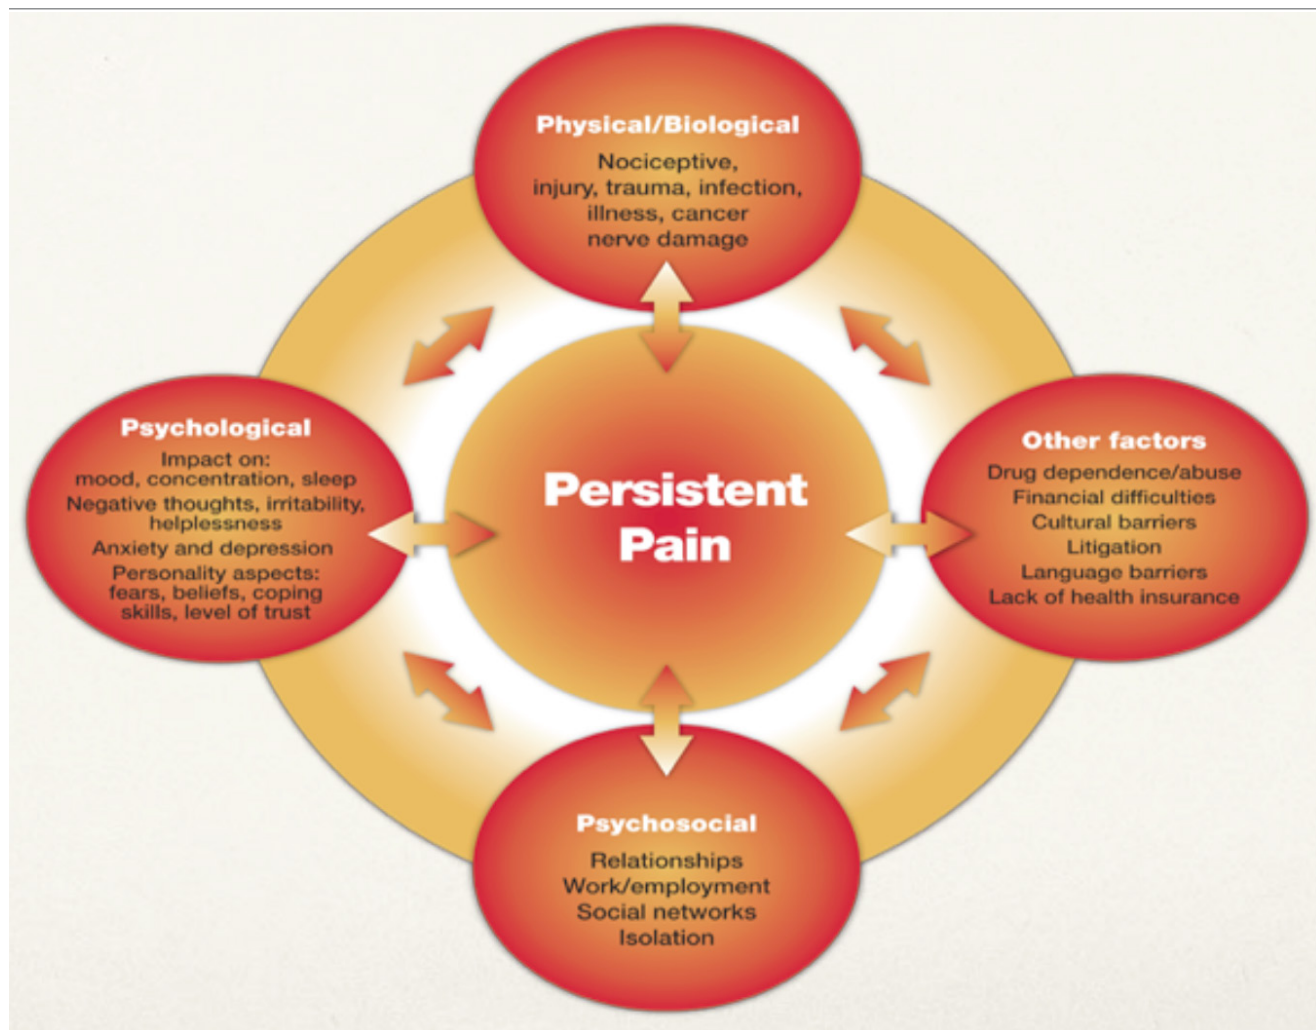 Physical/Biological
Nociceptive,
injury, trauma, infection,
illness, cancer
nerve damage
Psychological
Impact on:
mood, concentration, sleep
Negative thoughts, irritability,
helplessness
Anxiety and depression
Personality aspects:
fears, beliefs, coping
skills, level of trust
Persistent
Pain
Other factors
Drug dependence/abuse
Financial difficulties
Cultural barriers
Litigation
Language barriers
Lack of health insurance
Psychosocial
Relationships
Work/employment
Social networks
Isolation